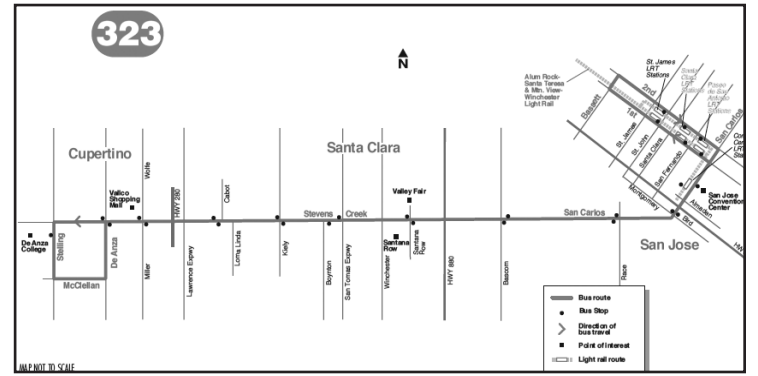 323
N
St. James
LRT
Stations
Alum Rock-
Santa Teresa
& Mtn. View-
Winchester
Light Rail
2nd
1st
Bassett
St. James
St. John
Santa Clara
San Fernando
San Carlos
Montgomery
Almaden
Bird
San Jose
Convention
Center
San Jose
Cupertino
Santa Clara
Wolfe
HWY 280
Cabot
Vallco
Shopping
Mall
Valley Fair
Stevens Creek
San Carlos
De Anza
College
Stelling
De Anza
McClellan
Miller
Lawrence Expwy
Loma Linda
Kiely
Boynton
San Tomas Expwy
Winchester
Santana
Row
Santana
Row
HWY 880
Bascom
Race
Bus route
Bus Stop
Direction of
bus travel
Point of interest
Light rail route
MAP NOT TO SCALE